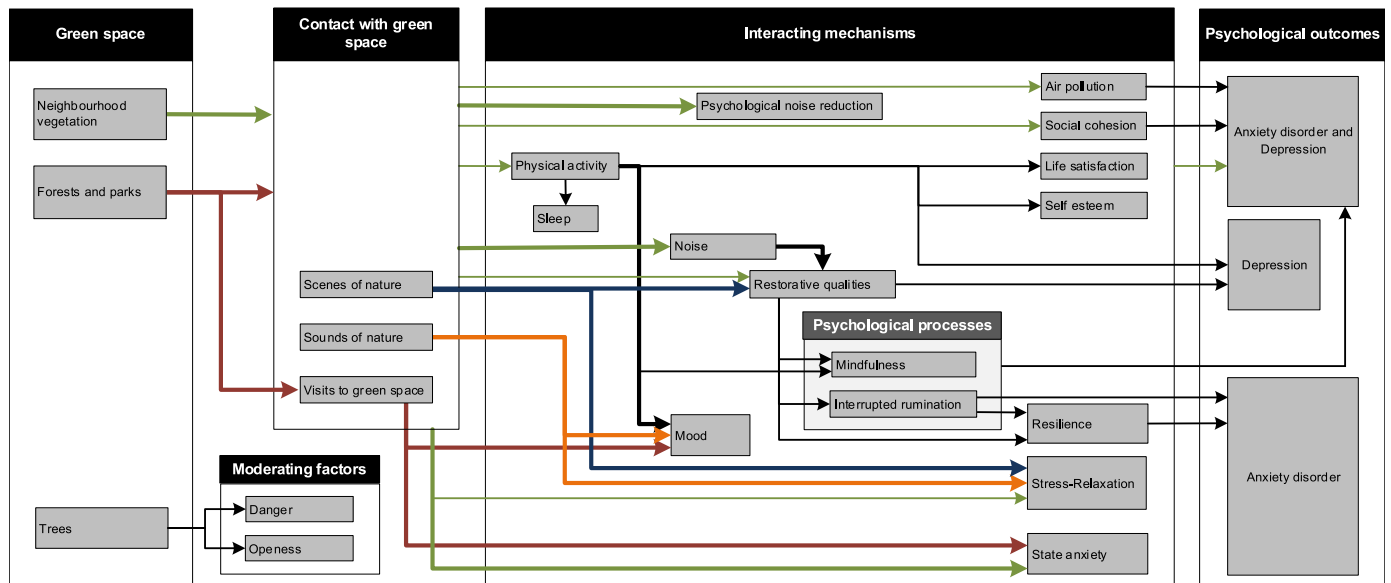 Green space
Neighbourhood
vegetation
Forests and parks
Trees
Contact with green
space
Scenes of nature
Sounds of nature
Visits to green space
Moderating factors
Danger
Openess
Interacting mechanisms
Air pollution
Psychological noise reduction
Social cohesion
Physical activity
Life satisfaction
Sleep
Self esteem
Noise
Restorative qualities
Psychological processes
Mindfulness
Interrupted rumination
Mood
Resilience
Stress-Relaxation
State anxiety
Psychological outcomes
Anxiety disorder and
Depression
Depression
Anxiety disorder